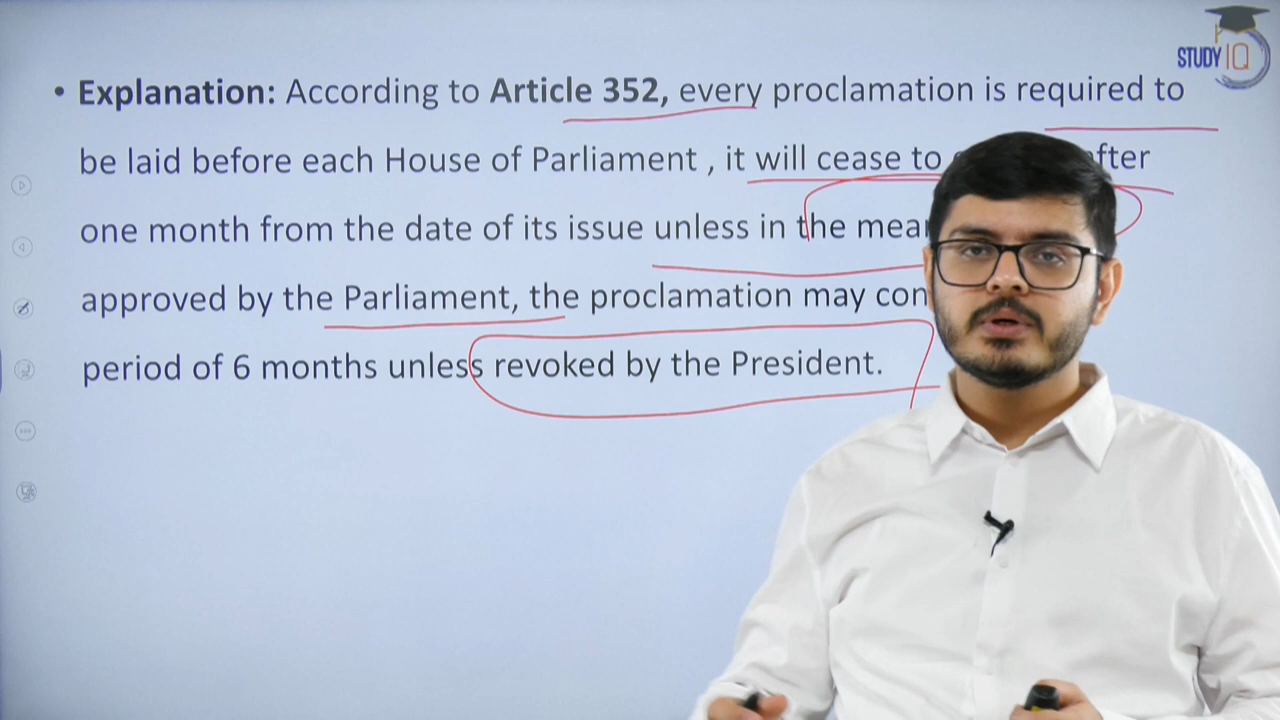 STUDY IQ
• Explanation: According to Article 352, every proclamation is required to
be laid before each House of Parliament , it will cease to after
one month from the date of its issue unless in the
approved by the Parliament, the proclamation may
period of 6 months unless revoked by the President.